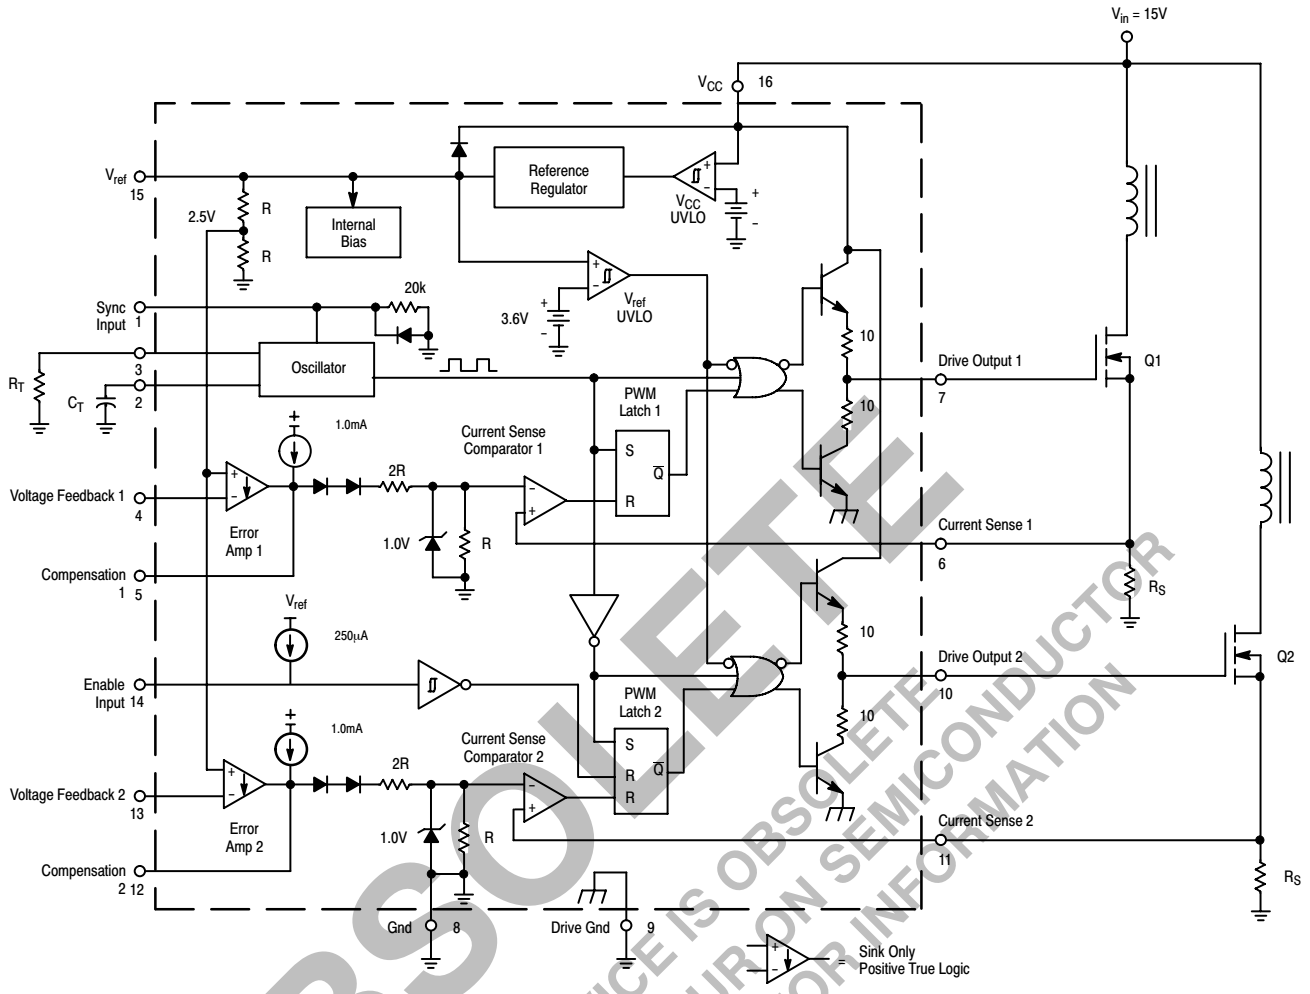 Vin = 15V
VCC 16
Vref
15
Reference
Regulator
+
–
VCC
UVLO
+
–
2.5V
R
R
Internal
Bias
Sync
Input 1
20k
+
–
3.6V
+
–
Vref
UVLO
3
RT
CT
2
Oscillator
10
Drive Output 1
7
Q1
PWM
Latch 1
10
+
1.0mA
Current Sense
Comparator 1
S
R
Q
2R
+
–
Voltage Feedback 1
4
–
+
Error
Amp 1
1.0V
R
Current Sense 1
6
Compensation
1 5
RS
Vref
250µA
10
Drive Output 2
10
Q2
Enable
Input 14
PWM
Latch 2
10
+
1.0mA
Current Sense
Comparator 2
S
R
R
Q
2R
+
–
Voltage Feedback 2
13
–
+
Error
Amp 2
1.0V
R
Current Sense 2
11
Compensation
2 12
RS
Gnd 8
Drive Gnd 9
+
–
=
Sink Only
Positive True Logic
OBSOLETE
ICE IS OBSOLETE
UR ON SEMICONDUCTOR
OR INFORMATION